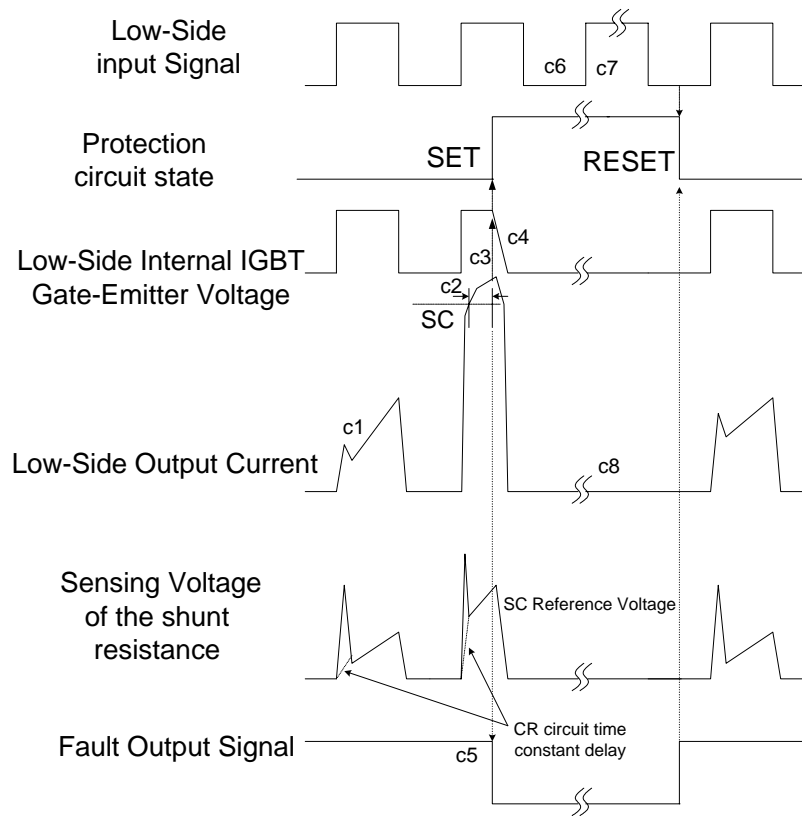 Low-Side
input Signal
c6
c7
Protection
circuit state
SET
RESET
Low-Side Internal IGBT
Gate-Emitter Voltage
c3
c4
c2
SC
c1
Low-Side Output Current
c8
Sensing Voltage
of the shunt
resistance
SC Reference Voltage
CR circuit time
constant delay
Fault Output Signal
c5